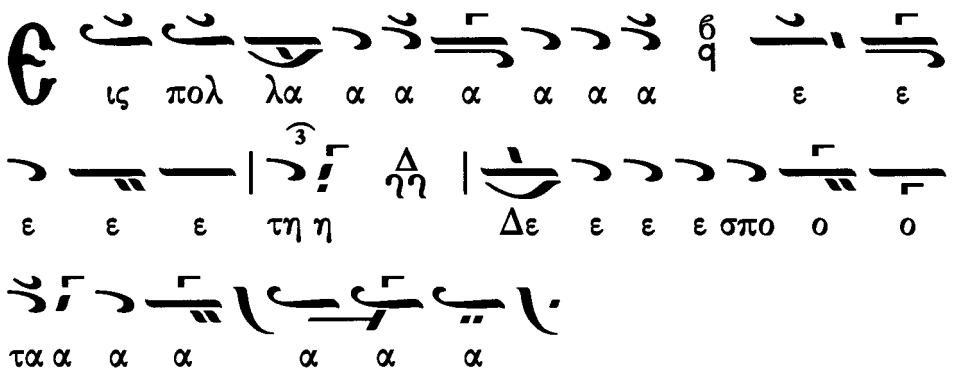 Є ις πολ λα α α α α α α ε ε
ε ε ε τη η Δε ε ε ε σπο ο ο
τα α α α α α α